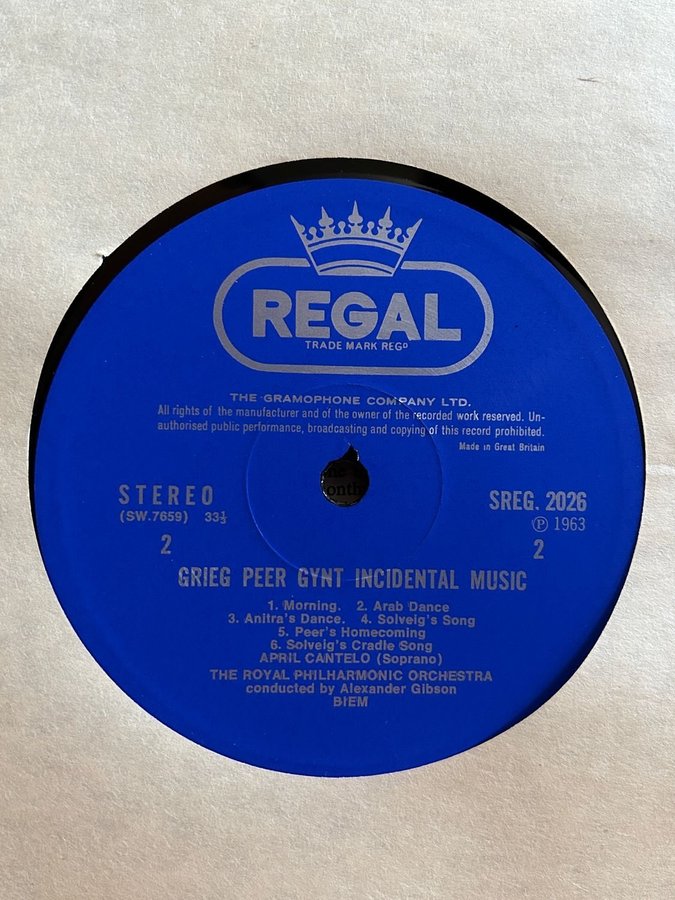 REGAL
TRADE MARK REGD
THE GRAMOPHONE COMPANY LTD.
All rights of the manufacturer and of the owner of the recorded work reserved. Un-
authorised public performance, broadcasting and copying of this record prohibited.
Made in Great Britain
STEREO
(SW.7659) 33⅓
2
SREG. 2026
℗ 1963
2
GRIEG PEER GYNT INCIDENTAL MUSIC
1. Morning. 2. Arab Dance
3. Anitra's Dance. 4. Solveig's Song
5. Peer's Homecoming
6. Solveig's Cradle Song
APRIL CANTELO (Soprano)
THE ROYAL PHILHARMONIC ORCHESTRA
conducted by Alexander Gibson
BIEM